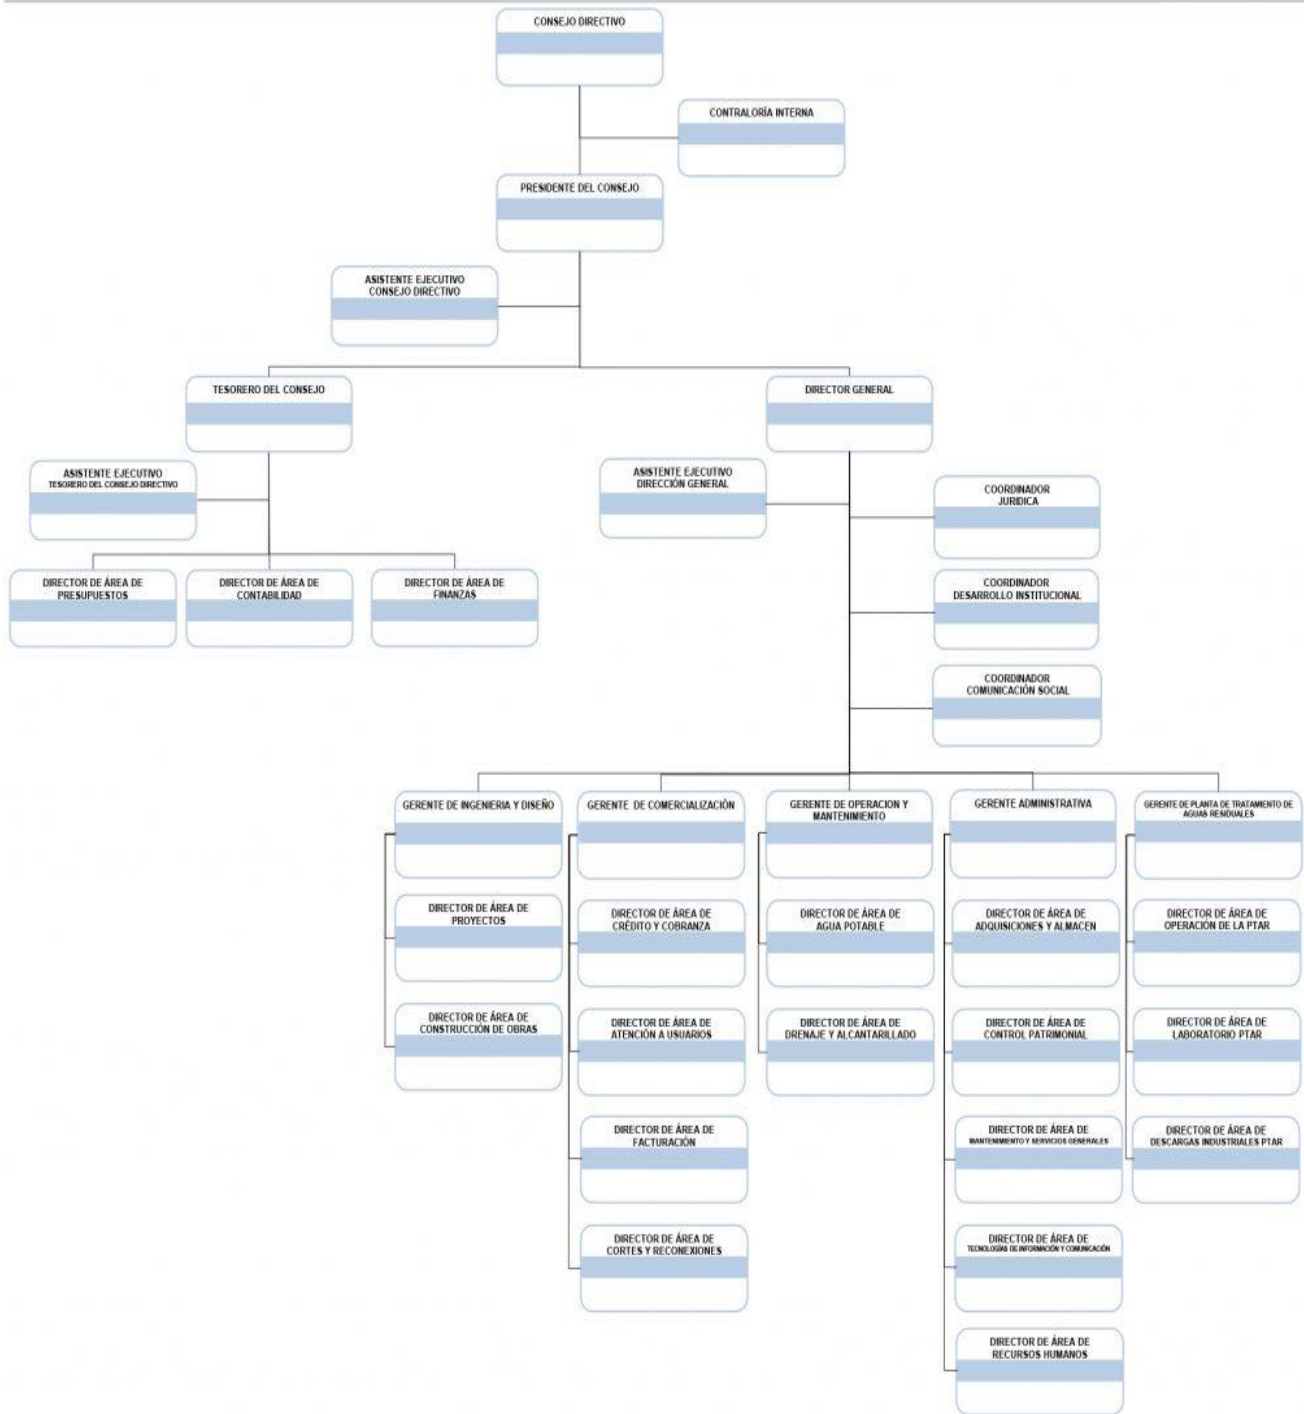 CONSEJO DIRECTIVO
CONTRALORÍA INTERNA
PRESIDENTE DEL CONSEJO
ASISTENTE EJECUTIVO
CONSEJO DIRECTIVO
TESORERO DEL CONSEJO
DIRECTOR GENERAL
ASISTENTE EJECUTIVO
TESORERO DEL CONSEJO DIRECTIVO
ASISTENTE EJECUTIVO
DIRECCIÓN GENERAL
COORDINADOR
JURIDICA
DIRECTOR DE ÁREA DE
PRESUPUESTOS
DIRECTOR DE ÁREA DE
CONTABILIDAD
DIRECTOR DE ÁREA DE
FINANZAS
COORDINADOR
DESARROLLO INSTITUCIONAL
COORDINADOR
COMUNICACIÓN SOCIAL
GERENTE DE INGENIERIA Y DISEÑO
GERENTE DE COMERCIALIZACIÓN
GERENTE DE OPERACION Y
MANTENIMIENTO
GERENTE ADMINISTRATIVA
GERENTE DE PLANTA DE TRATAMIENTO DE
AGUAS RESIDUALES
DIRECTOR DE ÁREA DE
PROYECTOS
DIRECTOR DE ÁREA DE
CRÉDITO Y COBRANZA
DIRECTOR DE ÁREA DE
AGUA POTABLE
DIRECTOR DE ÁREA DE
ADQUISICIONES Y ALMACEN
DIRECTOR DE ÁREA DE
OPERACIÓN DE LA PTAR
DIRECTOR DE ÁREA DE
CONSTRUCCIÓN DE OBRAS
DIRECTOR DE ÁREA DE
ATENCIÓN A USUARIOS
DIRECTOR DE ÁREA DE
DRENAJE Y ALCANTARILLADO
DIRECTOR DE ÁREA DE
CONTROL PATRIMONIAL
DIRECTOR DE ÁREA DE
LABORATORIO PTAR
DIRECTOR DE ÁREA DE
FACTURACIÓN
DIRECTOR DE ÁREA DE
MANTENIMIENTO Y SERVICIOS GENERALES
DIRECTOR DE ÁREA DE
DESCARGAS INDUSTRIALES PTAR
DIRECTOR DE ÁREA DE
CORTES Y RECONEXIONES
DIRECTOR DE ÁREA DE
TECNOLOGÍAS DE INFORMACIÓN Y COMUNICACIÓN
DIRECTOR DE ÁREA DE
RECURSOS HUMANOS